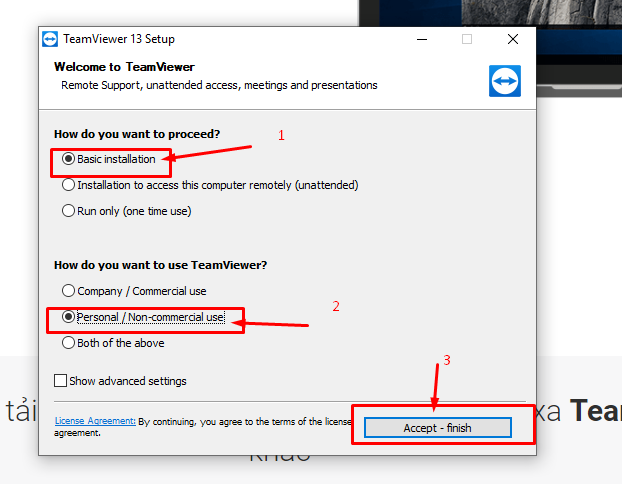 TeamViewer 13 Setup
Welcome to TeamViewer
Remote Support, unattended access, meetings and presentations
How do you want to proceed?
1
Basic installation
Installation to access this computer remotely (unattended)
Run only (one time use)
How do you want to use TeamViewer?
Company / Commercial use
2
Personal / Non-commercial use
Both of the above
3
Show advanced settings
tải
xa Tea
License Agreement: By continuing, you agree to the terms of the license
agreement.
Accept - finish
khác